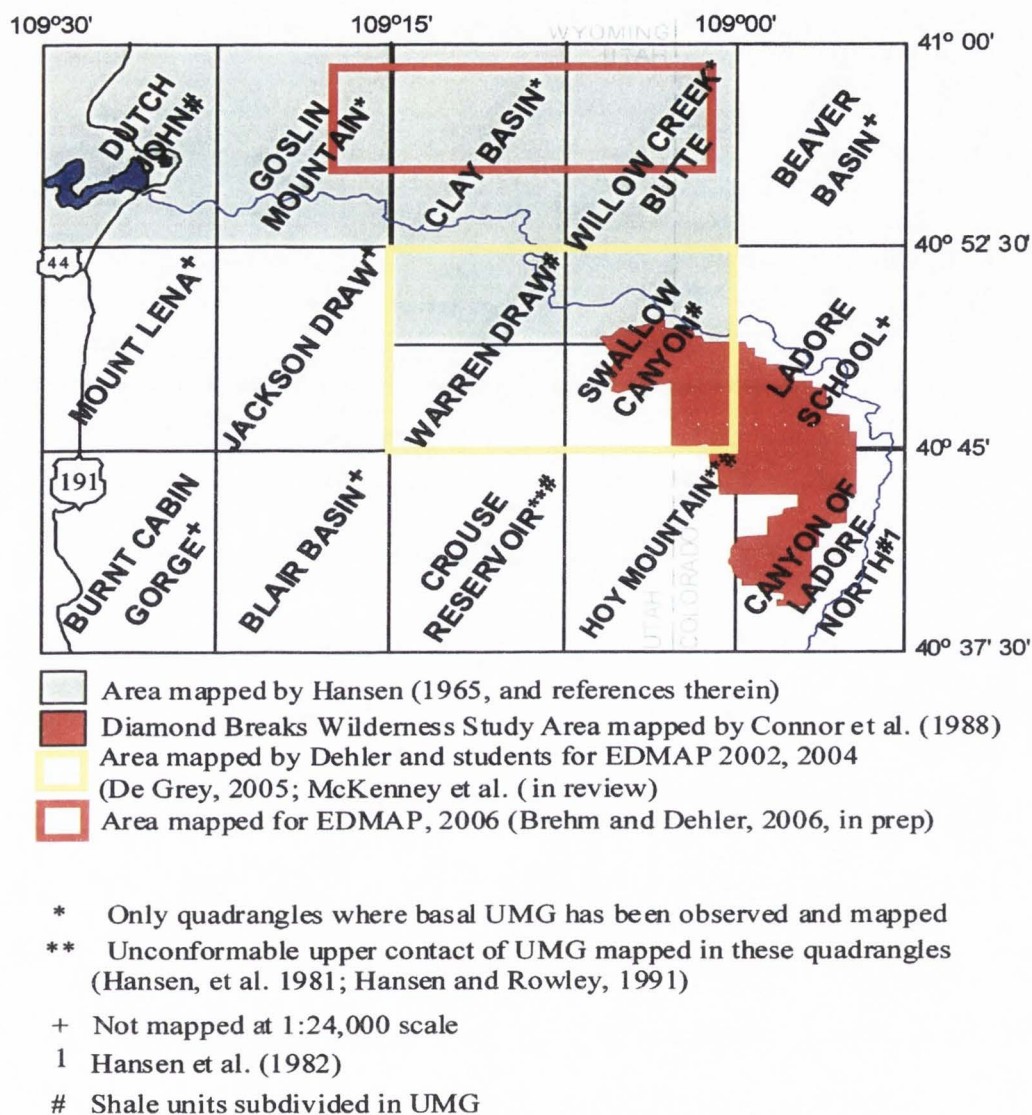 109º 30' 109º 15' 109º 00'
WYOMING
UTAH
41º 00'
DUTCH
JOHN#
GOSLIN
MOUNTAIN*
CLAY BASIN*
WILLOW CREEK*
BUTTE
BEAVER
BASIN+
40º 52' 30'
44
MOUNT LENA+
JACKSON DRAW+
WARREN DRAW#
SWALLOW
CANYON#
LADORE
SCHOOL+
40º 45'
191
BURNT CABIN
GORGE+
BLAIR BASIN+
CROUSE
RESERVOIR**#
HOY MOUNTAIN**#
CANYON OF
LADORE
NORTH#1
UTAH
COLORADO
40º 37' 30'
Area mapped by Hansen (1965, and references therein)
Diamond Breaks Wilderness Study Area mapped by Connor et al. (1988)
Area mapped by Dehler and students for EDMAP 2002, 2004
(De Grey, 2005; McKenney et al. (in review)
Area mapped for EDMAP, 2006 (Brehm and Dehler, 2006, in prep)
* Only quadrangles where basal UMG has been observed and mapped
** Unconformable upper contact of UMG mapped in these quadrangles
(Hansen, et al. 1981; Hansen and Rowley, 1991)
+ Not mapped at 1:24,000 scale
1 Hansen et al. (1982)
# Shale units subdivided in UMG